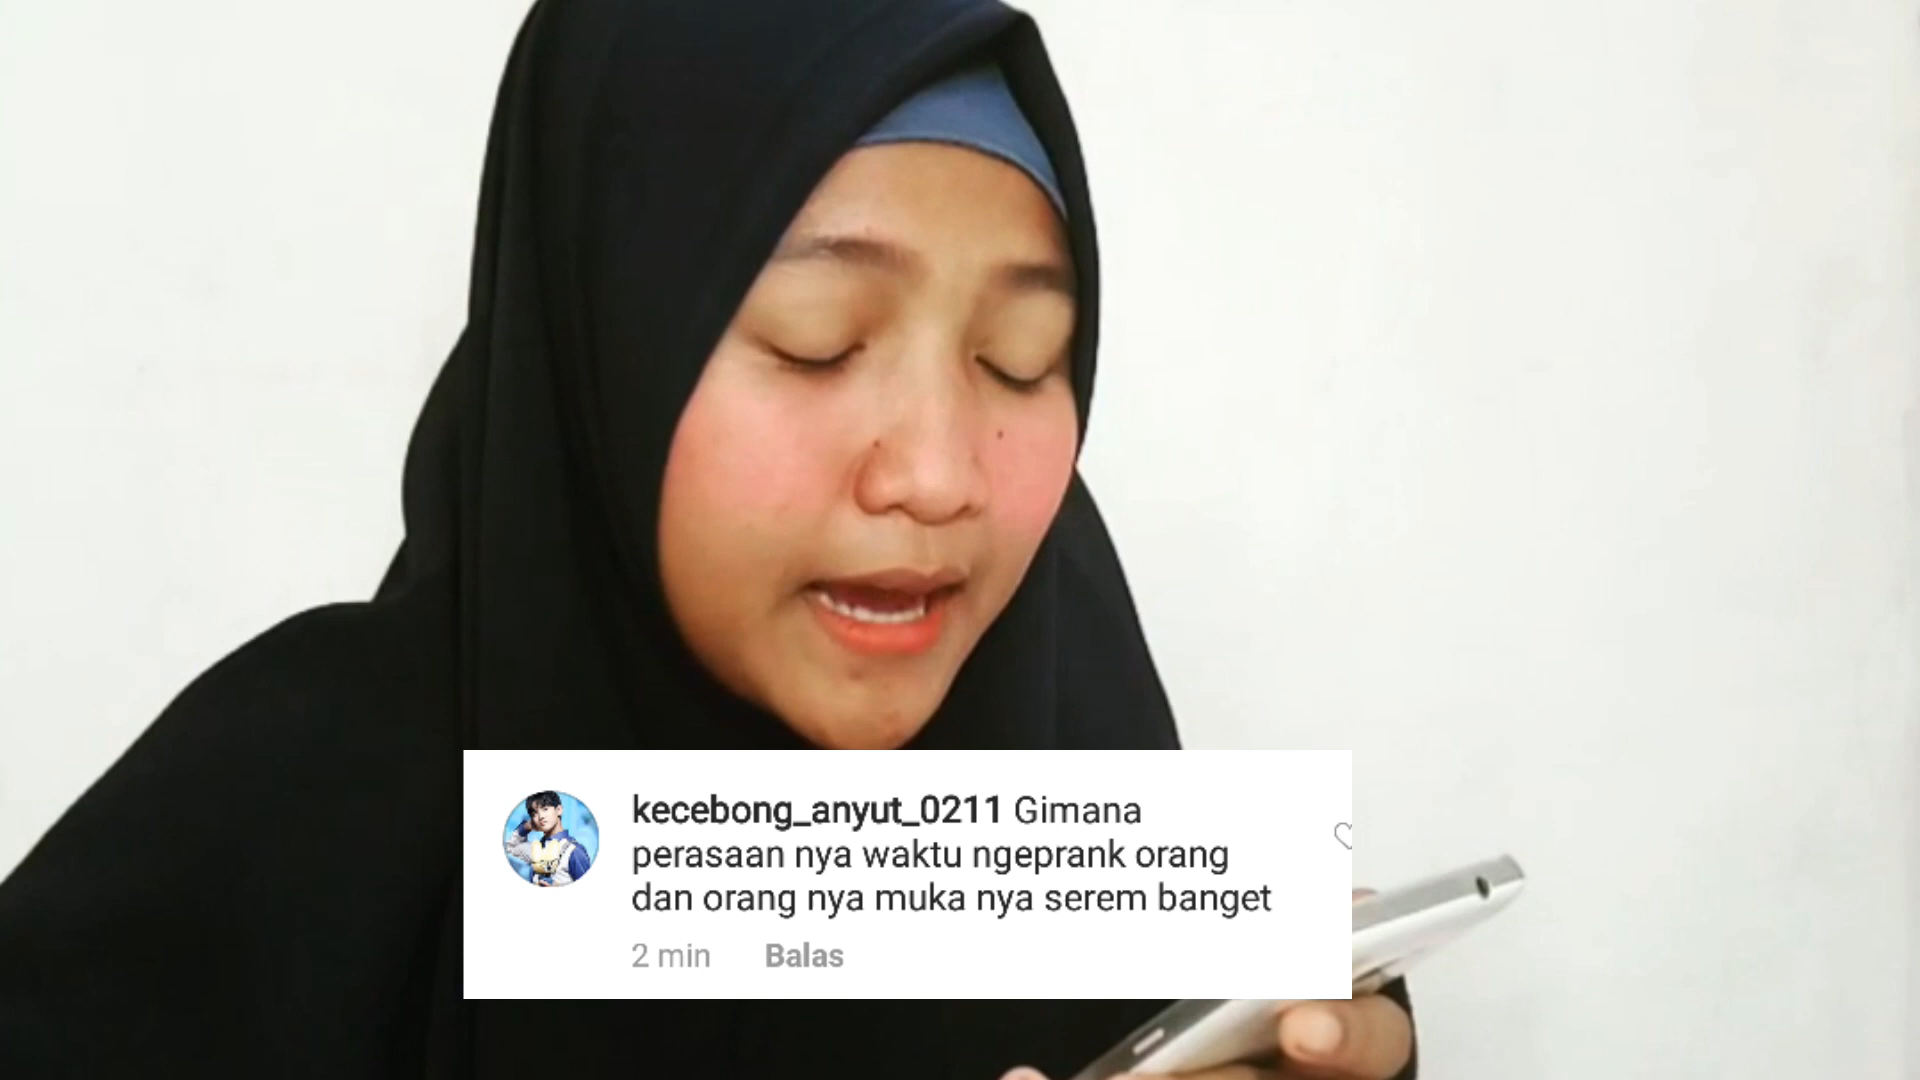 kecebong_anyut_0211 Gimana
perasaan nya waktu ngeprank orang
dan orang nya muka nya serem banget
2 min Balas